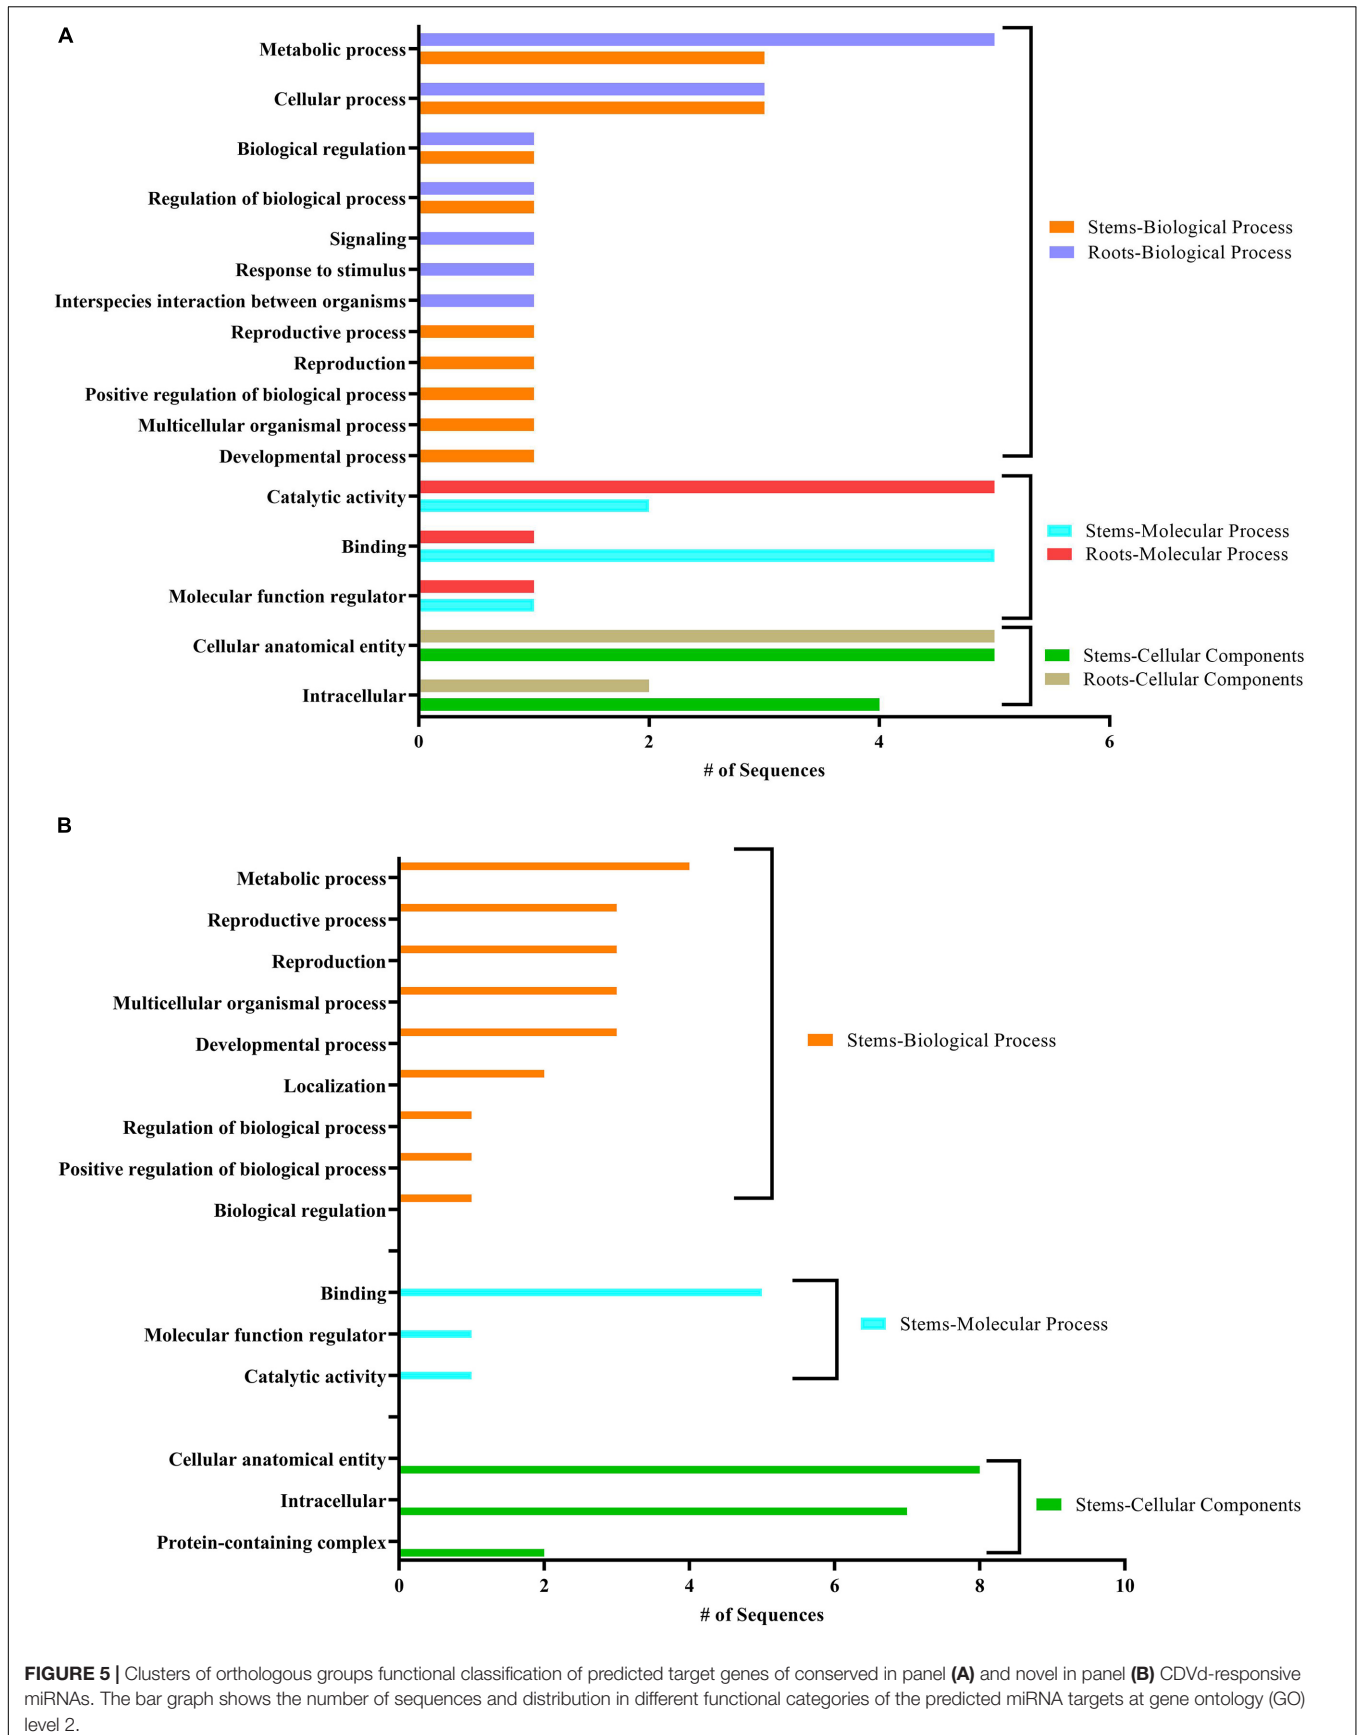 A
Metabolic process
Cellular process
Biological regulation
Regulation of biological process
Signaling
Response to stimulus
Interspecies interaction between organisms
Reproductive process
Reproduction
Positive regulation of biological process
Multicellular organismal process
Developmental process
Catalytic activity
Binding
Molecular function regulator
Cellular anatomical entity
Intracellular
Stems-Biological Process
Roots-Biological Process
Stems-Molecular Process
Roots-Molecular Process
Stems-Cellular Components
Roots-Cellular Components
0 2 4 6
# of Sequences
B
Metabolic process
Reproductive process
Reproduction
Multicellular organismal process
Developmental process
Localization
Regulation of biological process
Positive regulation of biological process
Biological regulation
Binding
Molecular function regulator
Catalytic activity
Cellular anatomical entity
Intracellular
Protein-containing complex
Stems-Biological Process
Stems-Molecular Process
Stems-Cellular Components
0 2 4 6 8 10
# of Sequences
FIGURE 5 | Clusters of orthologous groups functional classification of predicted target genes of conserved in panel (A) and novel in panel (B) CDVd-responsive
miRNAs. The bar graph shows the number of sequences and distribution in different functional categories of the predicted miRNA targets at gene ontology (GO)
level 2.